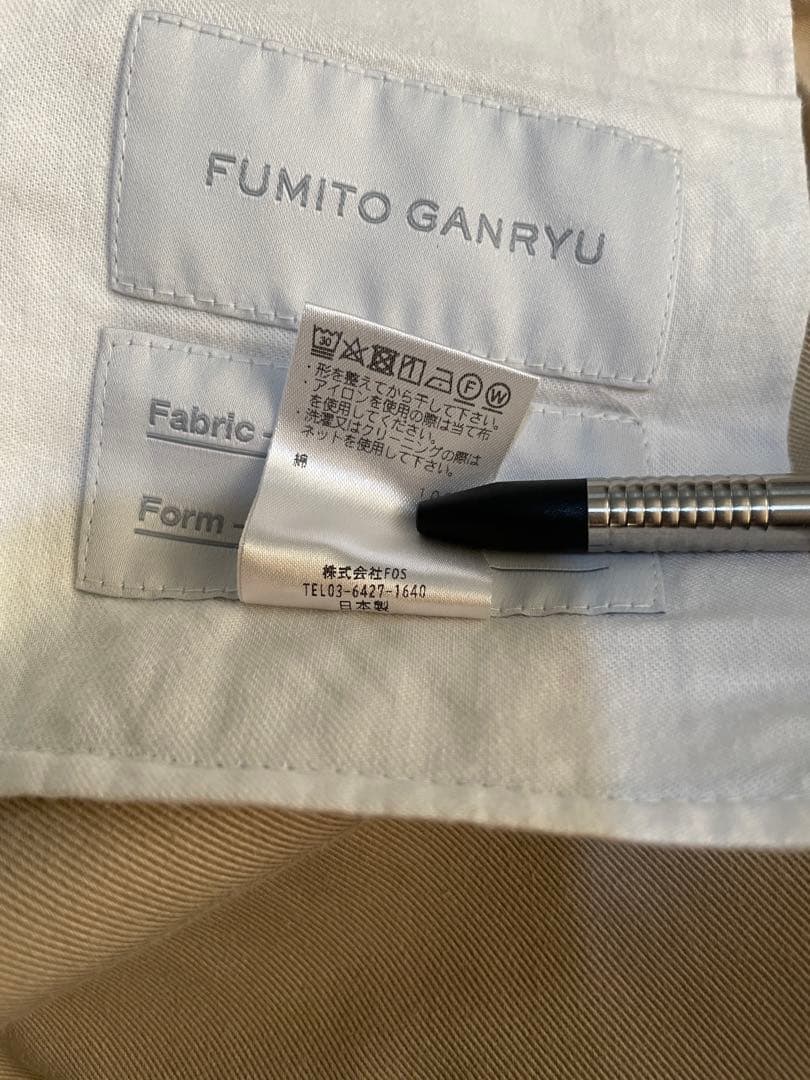 FUMITO GANRYU
30
F
W
・形を整えてから干して下さい。
・アイロンを使用の際は当て布
を使用してください。
・洗濯又はクリーニングの際は
ネットを使用して下さい。
Fabric -
綿
Form -
株式会社FOS
TEL03-6427-1640
日本製